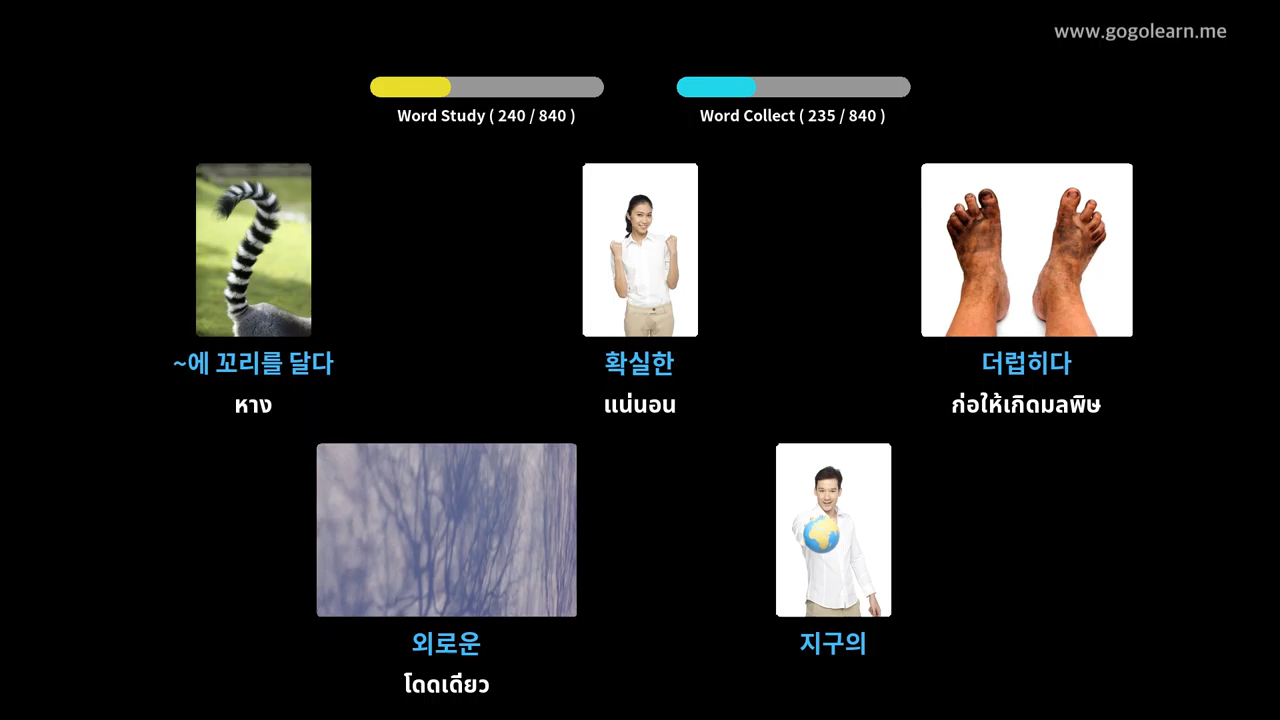 www.gogolearn.me
Word Study ( 240 / 840 )
Word Collect ( 235 / 840 )
~에 꼬리를 달다
หาง
확실한
แน่นอน
더럽히다
ก่อให้เกิดมลพิษ
외로운
โดดเดี่ยว
지구의